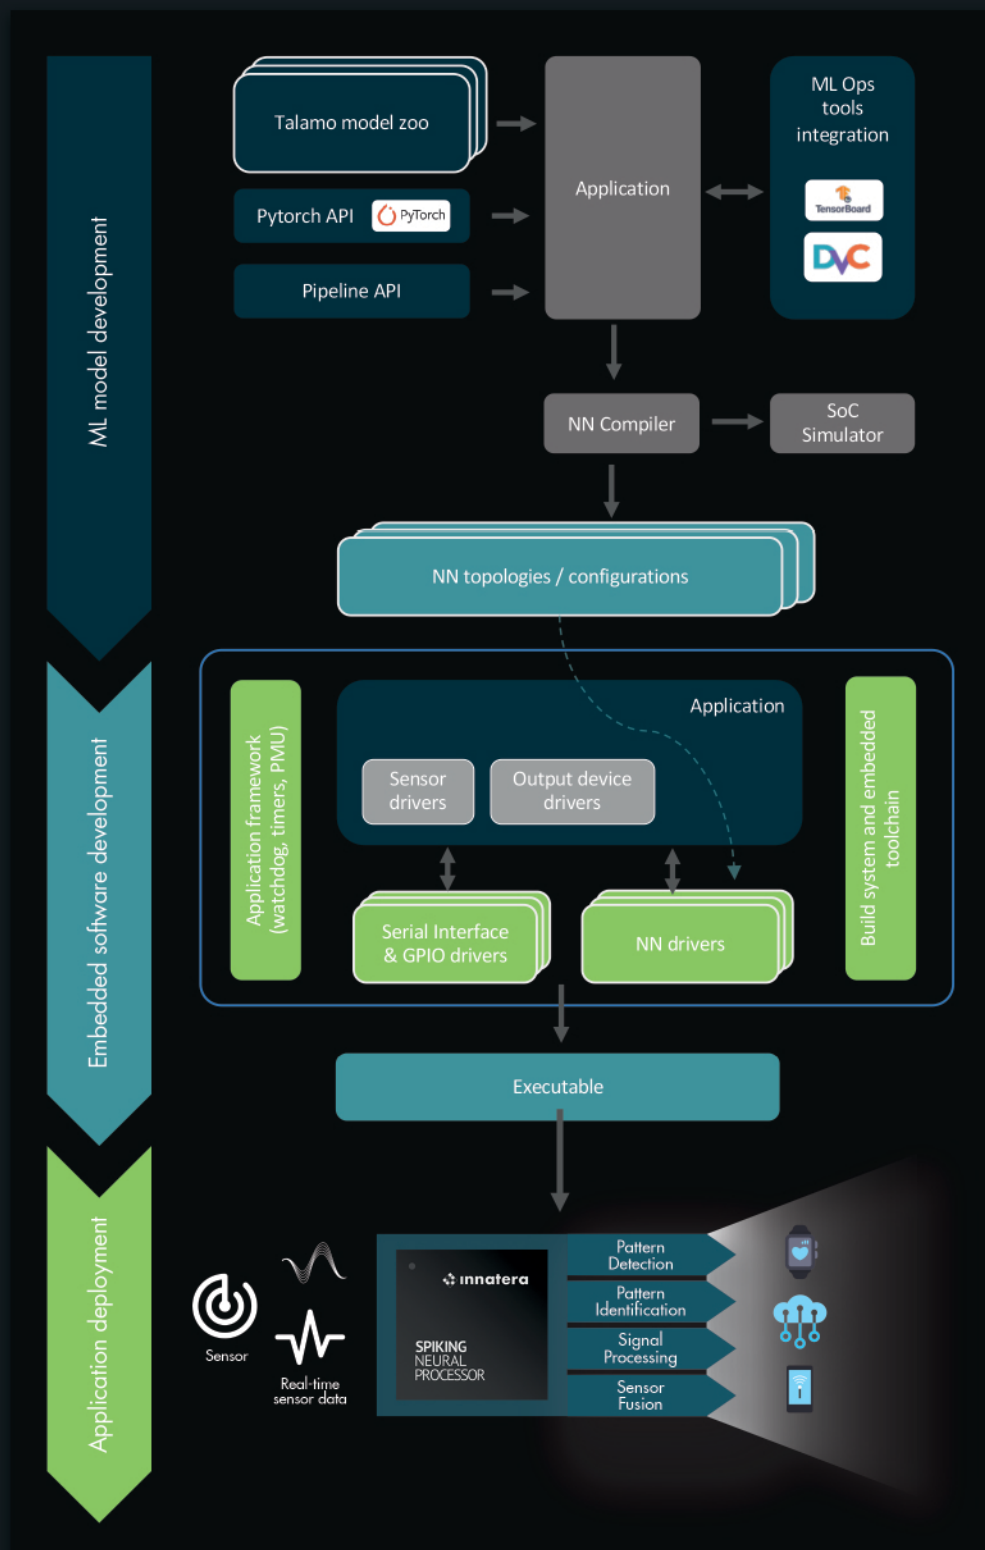 ML model development
Talamo model zoo
Pytorch API
PyTorch
Pipeline API
Application
ML Ops
tools
integration
TensorBoard
DVC
NN Compiler
SoC
Simulator
NN topologies / configurations
Embedded software development
Application framework
(watchdog, timers, PMU)
Application
Sensor
drivers
Output device
drivers
Serial Interface
& GPIO drivers
NN drivers
Build system and embedded
toolchain
Executable
Application deployment
Sensor
Real-time
sensor data
innatera
SPIKING
NEURAL
PROCESSOR
Pattern
Detection
Pattern
Identification
Signal
Processing
Sensor
Fusion